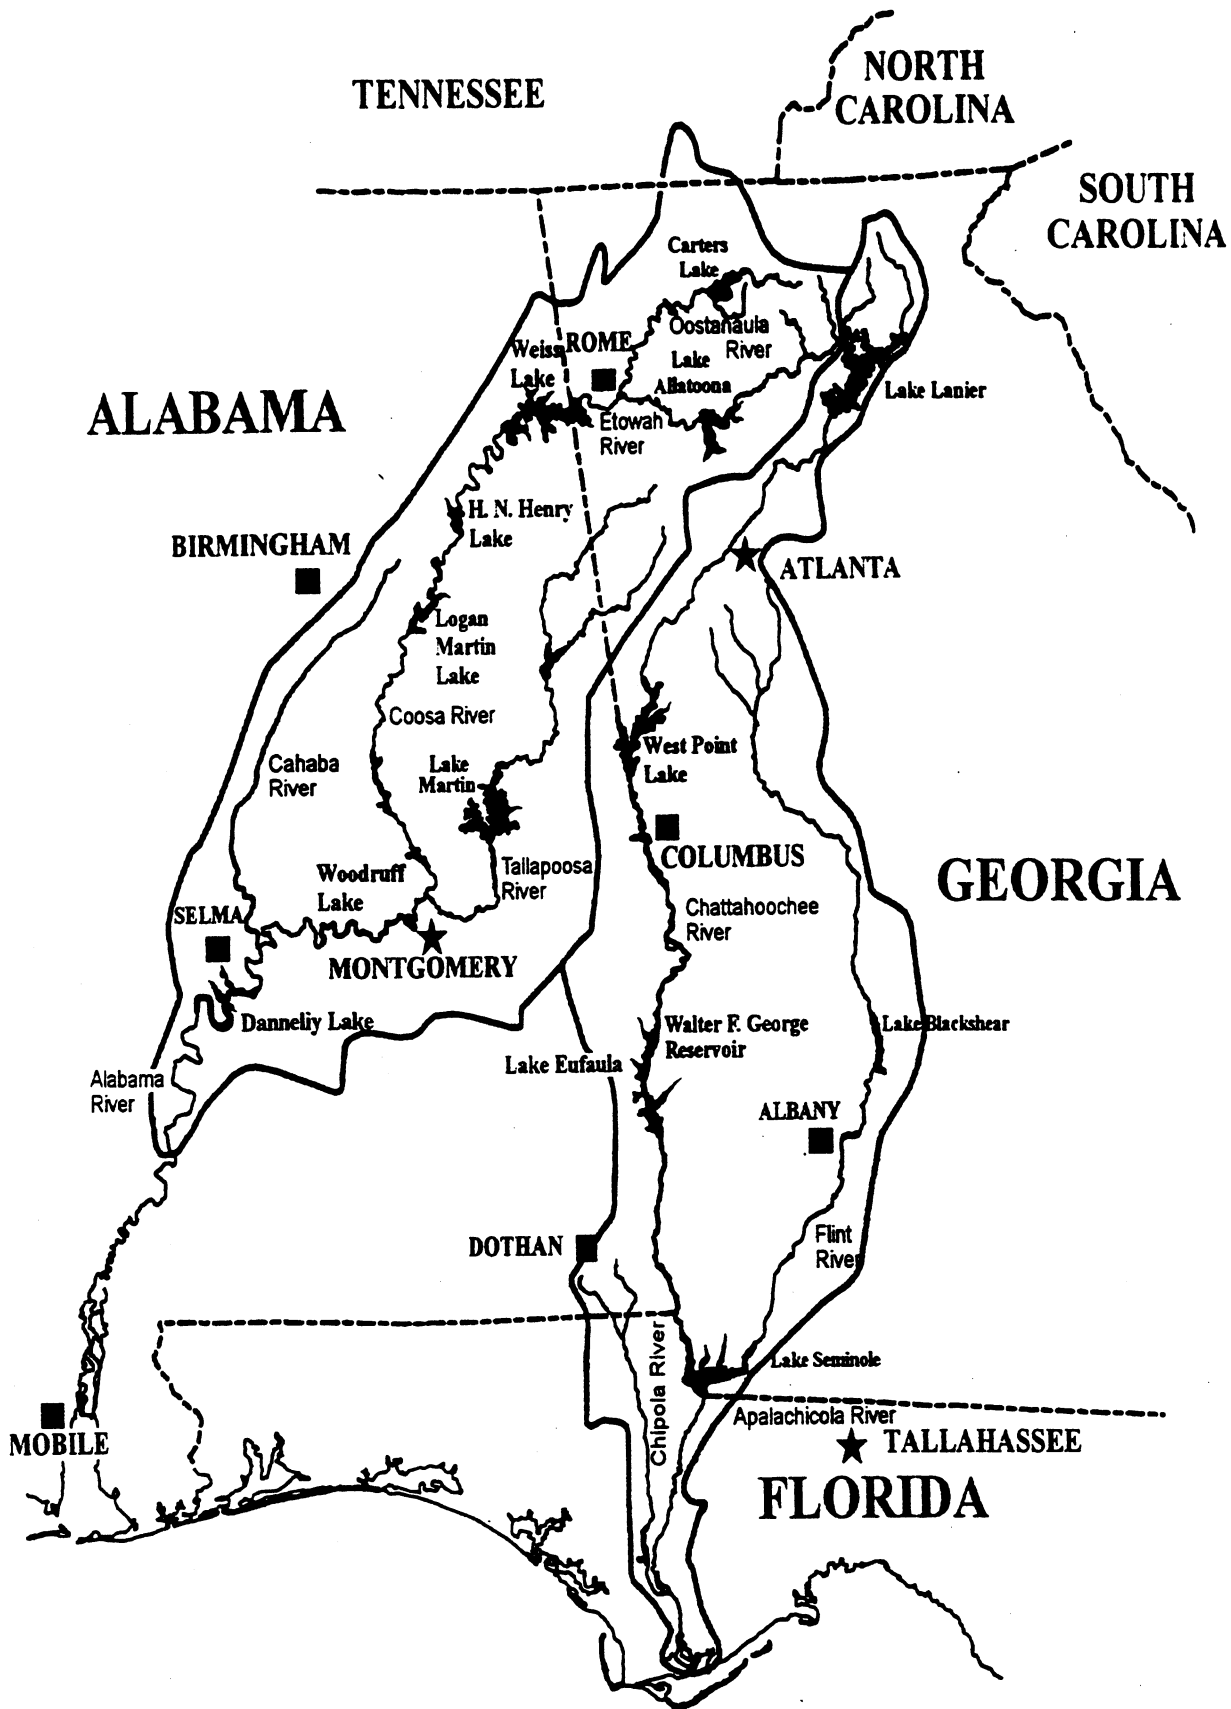 TENNESSEE
NORTH
CAROLINA
SOUTH
CAROLINA
Carters
Lake
Oostanaula
River
Weiss
Lake
ROME
Lake
Allatoona
Lake Lanier
ALABAMA
Etowah
River
H. N. Henry
Lake
BIRMINGHAM
ATLANTA
Logan
Martin
Lake
Coosa River
West Point
Lake
Cahaba
River
Lake
Martin
COLUMBUS
GEORGIA
Woodruff
Lake
Tallapoosa
River
SELMA
Chattahoochee
River
MONTGOMERY
Danneliy Lake
Walter F. George
Reservoir
Lake Blackshear
Lake Eufaula
Alabama
River
ALBANY
DOTHAN
Flint
River
Chipola River
Lake Seminole
Apalachicola River
MOBILE
TALLAHASSEE
FLORIDA